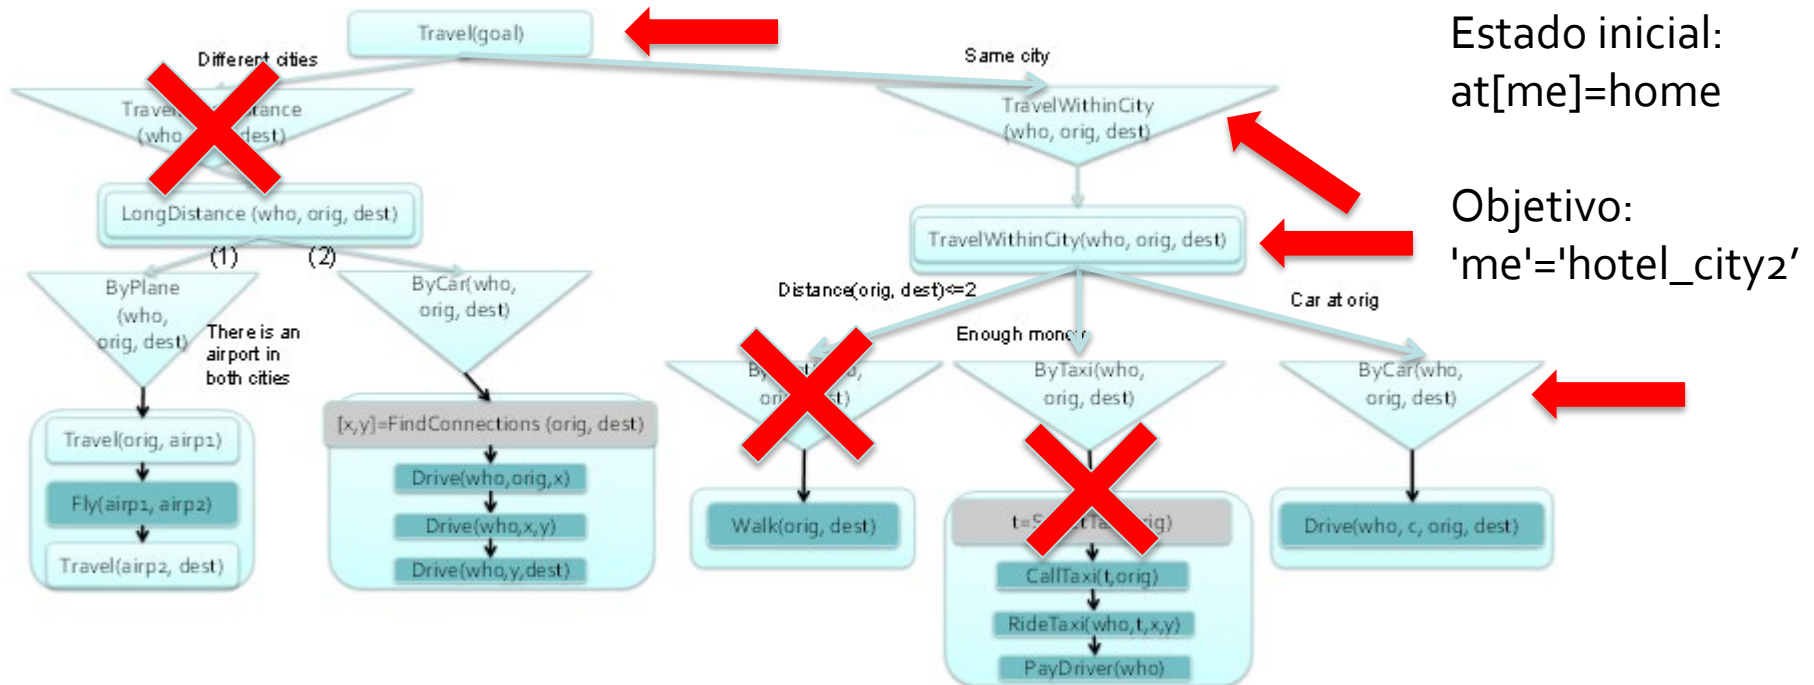 Travel(goal)
Different cities
Same city
Estado inicial:
at[me]=home
(who, dest)
TravelWithinCity
(who, orig, dest)
LongDistance (who, orig, dest)
TravelWithinCity(who, orig, dest)
Objetivo:
'me'='hotel_city2’
(1)
(2)
ByPlane
(who,
orig, dest)
There is an
airport in
both cities
ByCar(who,
orig, dest)
Distance(orig, dest)<=2
Enough money
Car at orig
ByTaxi(who,
orig, dest)
ByCar(who,
orig, dest)
Travel(orig, airp1)
Fly(airp1, airp2)
Travel(airp2, dest)
[x,y]=FindConnections (orig, dest)
Drive(who,orig,x)
Drive(who,x,y)
Drive(who,y,dest)
Walk(orig, dest)
CallTaxi(t,orig)
RideTaxi(who,t,x,y)
PayDriver(who)
Drive(who, c, orig, dest)